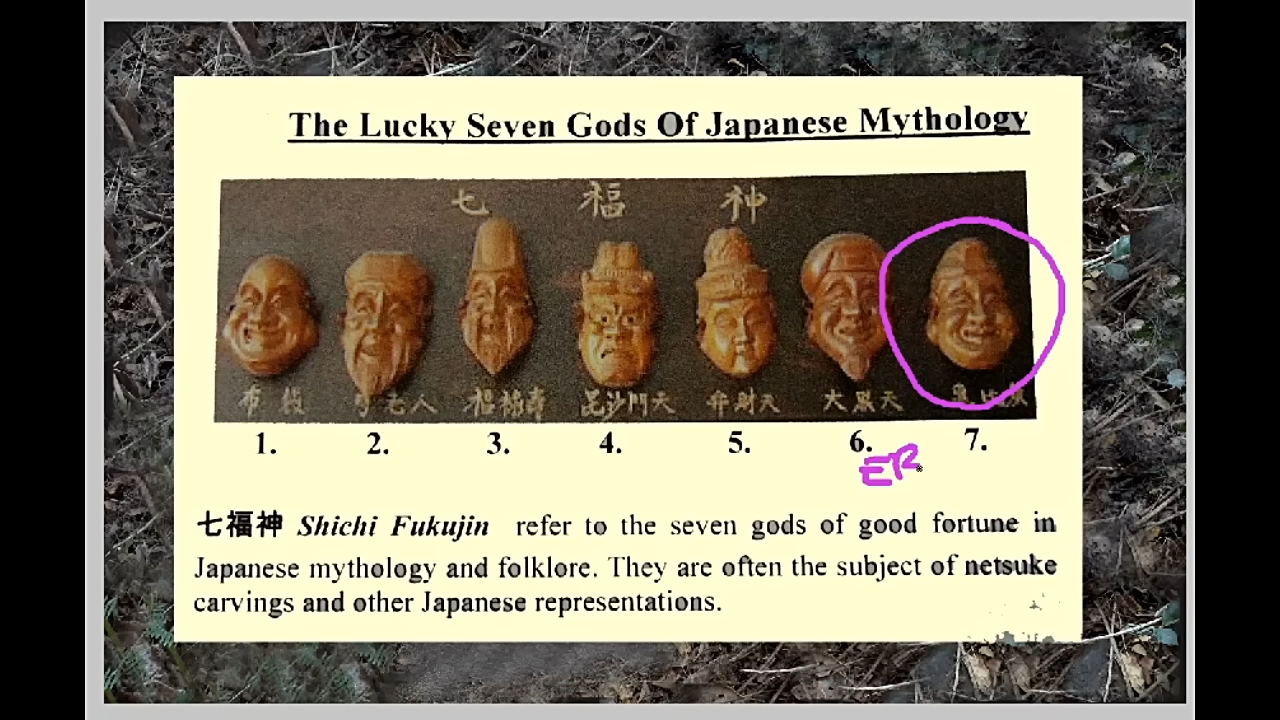 The Lucky Seven Gods Of Japanese Mythology
七 福 神
布袋 老人 福禄寿 毘沙門天 弁財天 大黒天
1. 2. 3. 4. 5. 6. 7.
ER
七福神 Shichi Fukujin refer to the seven gods of good fortune in
Japanese mythology and folklore. They are often the subject of netsuke
carvings and other Japanese representations.